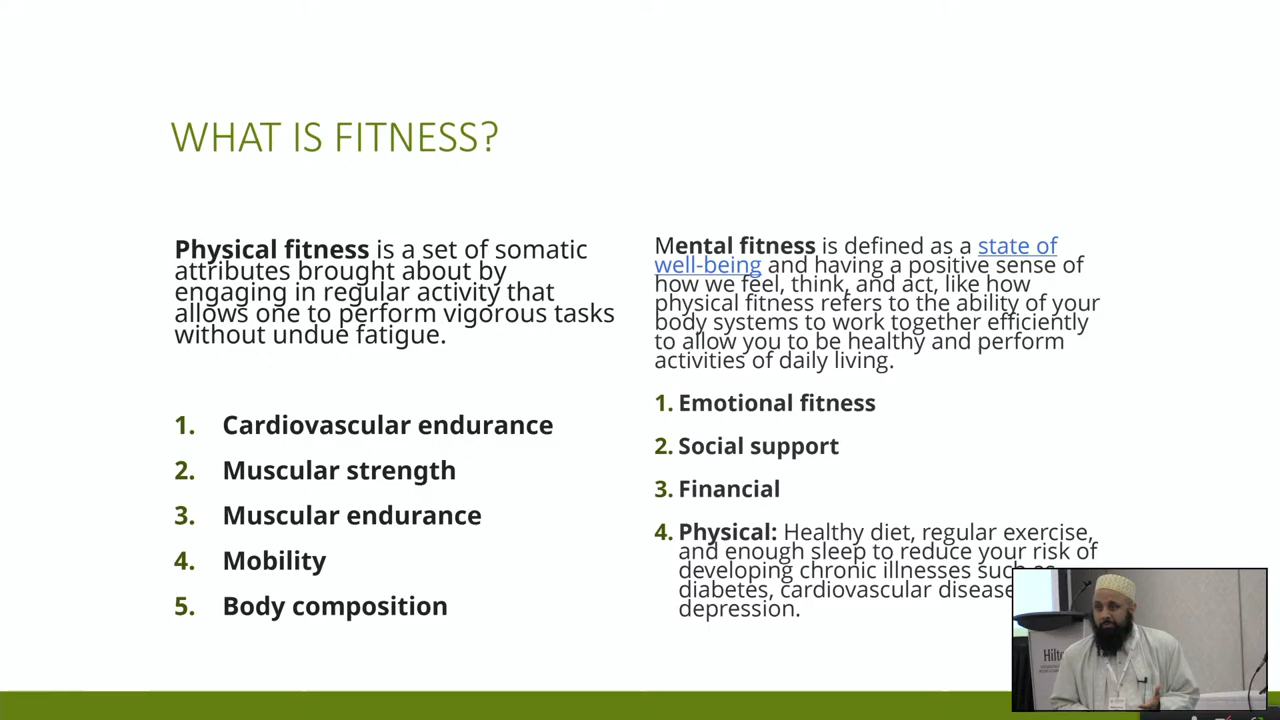 WHAT IS FITNESS?
Physical fitness is a set of somatic
attributes brought about by
engaging in regular activity that
allows one to perform vigorous tasks
without undue fatigue.
1. Cardiovascular endurance
2. Muscular strength
3. Muscular endurance
4. Mobility
5. Body composition
Mental fitness is defined as a state of
well-being and having a positive sense of
how we feel, think, and act, like how
physical fitness refers to the ability of your
body systems to work together efficiently
to allow you to be healthy and perform
activities of daily living.
1. Emotional fitness
2. Social support
3. Financial
4. Physical: Healthy diet, regular exercise,
and enough sleep to reduce your risk of
developing chronic illnesses such as
diabetes, cardiovascular disease
depression.